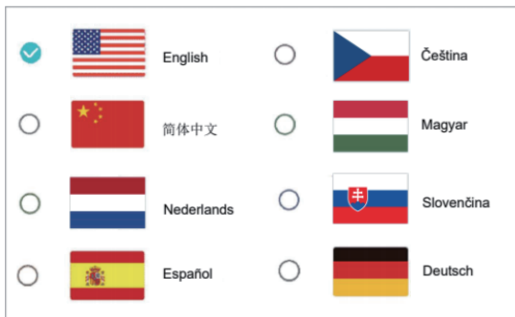 English
Čeština
简体中文
Magyar
Nederlands
Slovenčina
Español
Deutsch